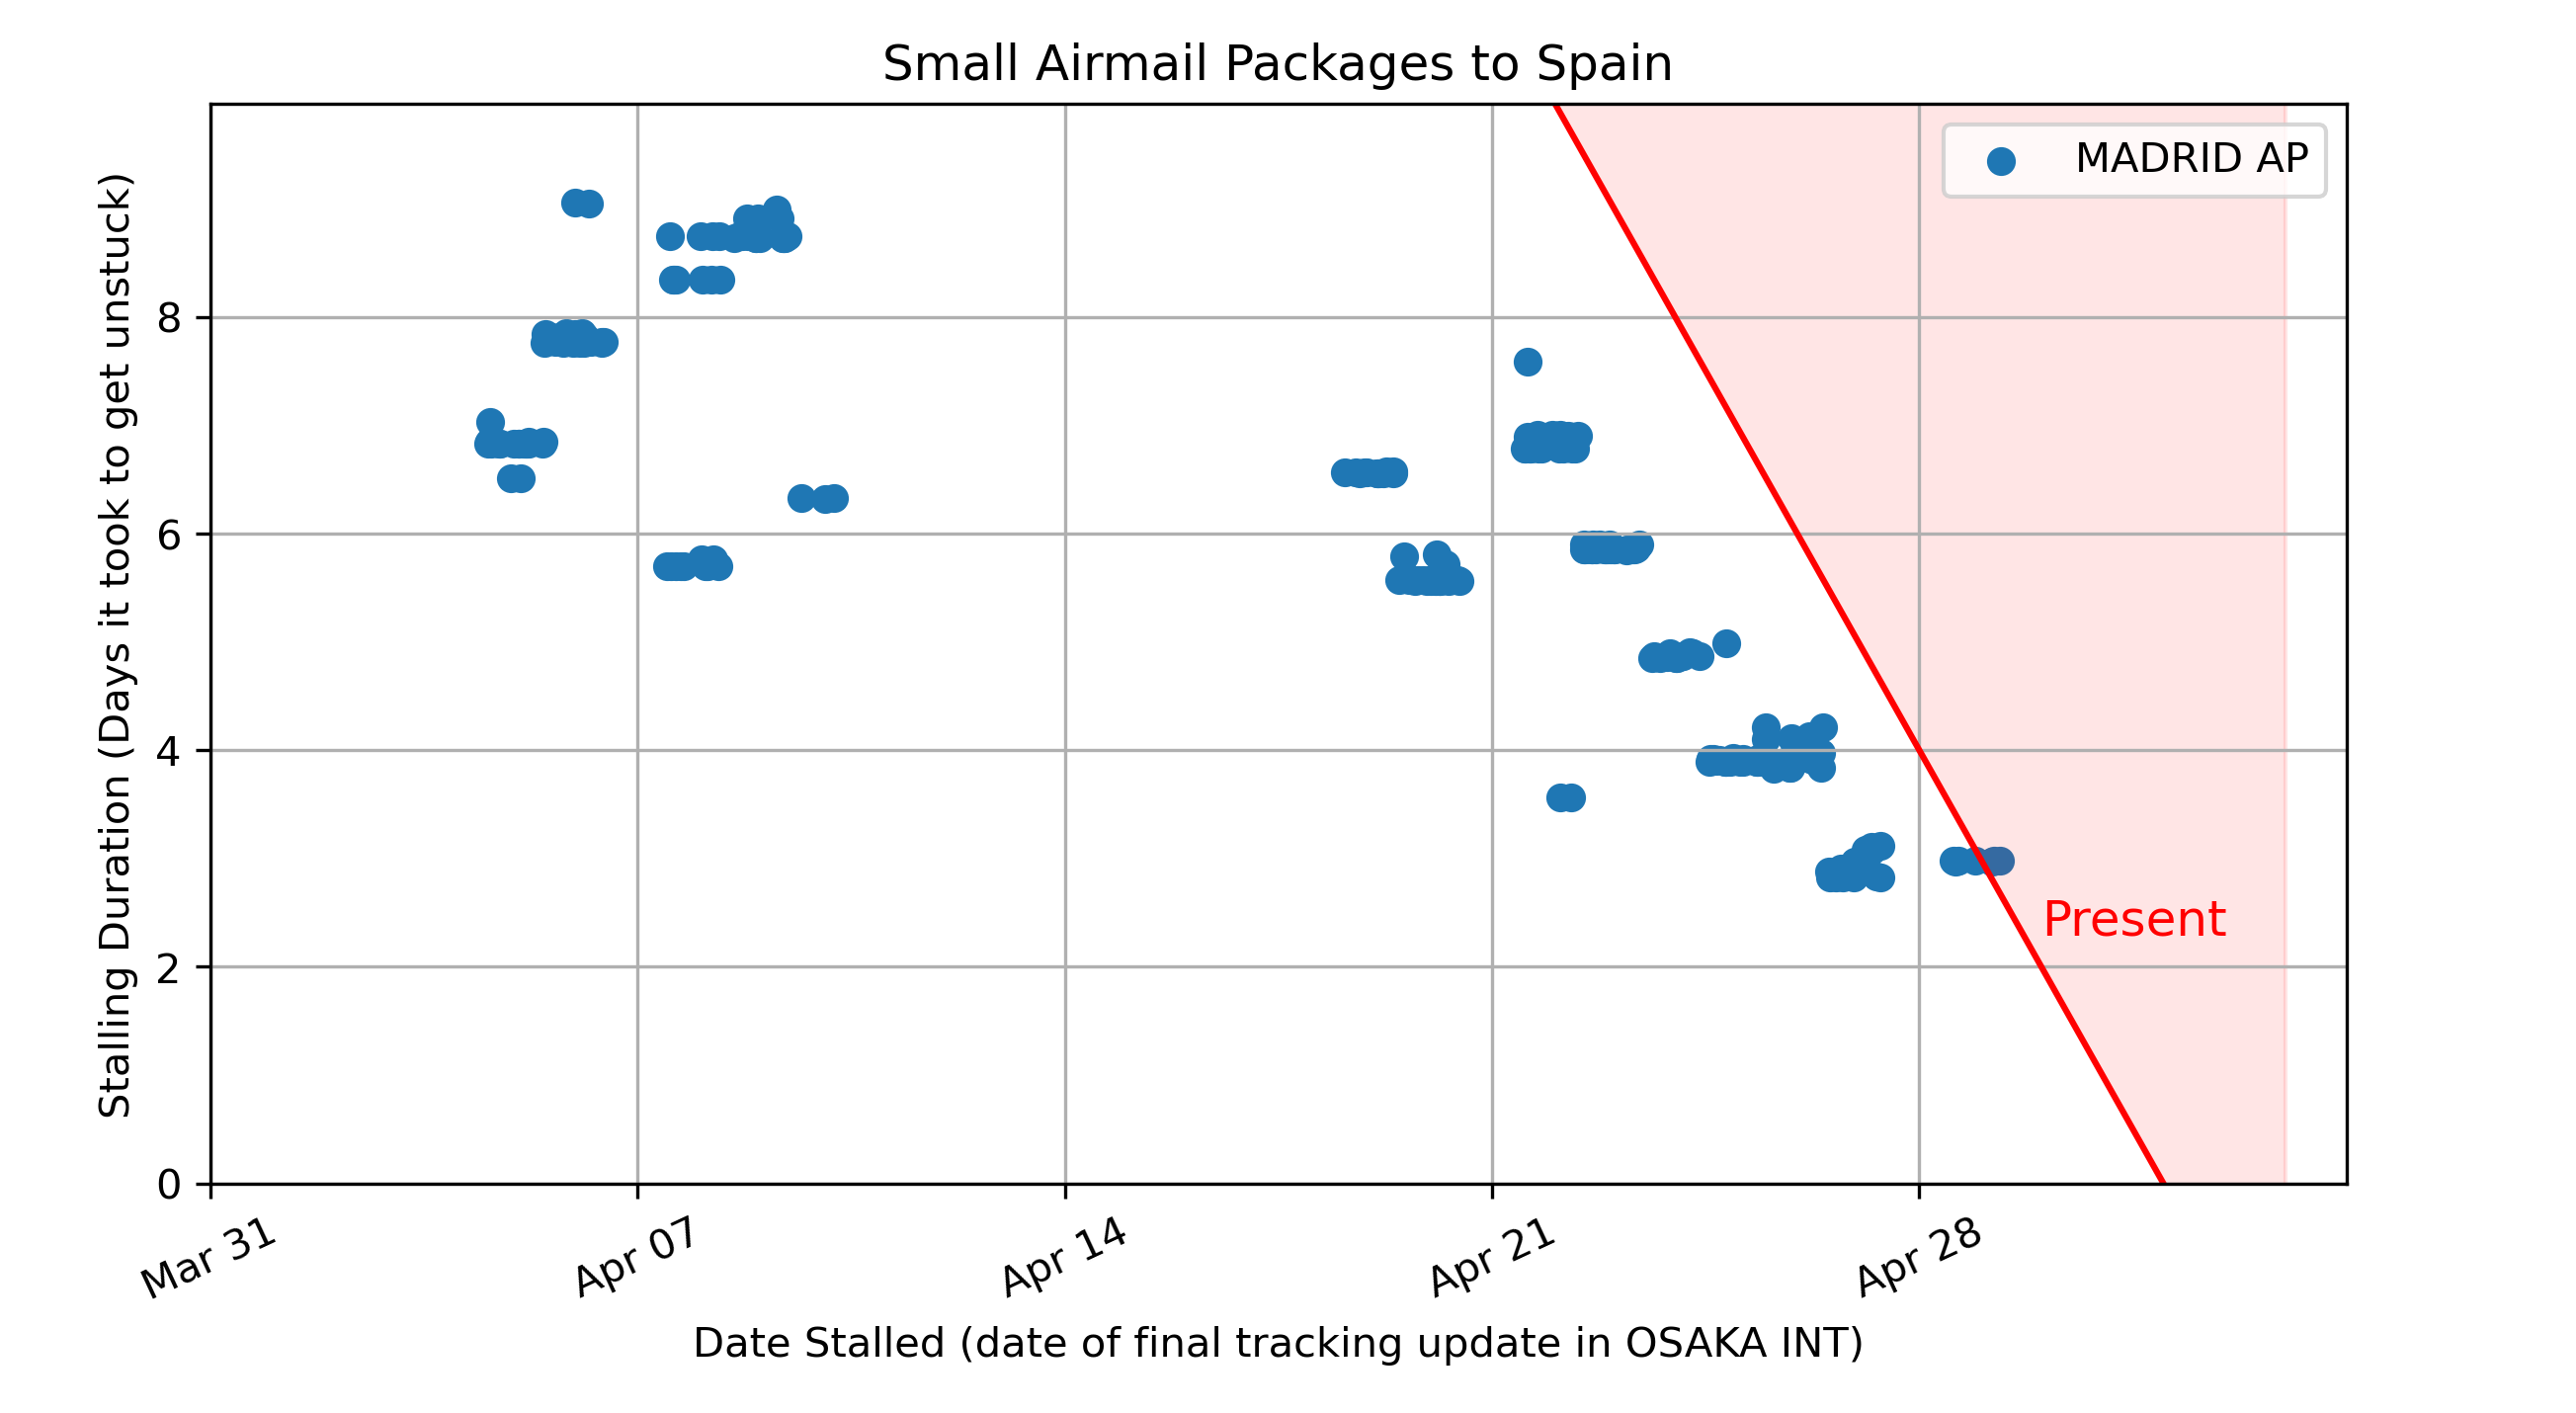 Small Airmail Packages to Spain
MADRID AP
Stalling Duration (Days it took to get unstuck)
8
6
4
2
0
Present
Mar 31
Apr 07
Apr 14
Apr 21
Apr 28
Date Stalled (date of final tracking update in OSAKA INT)